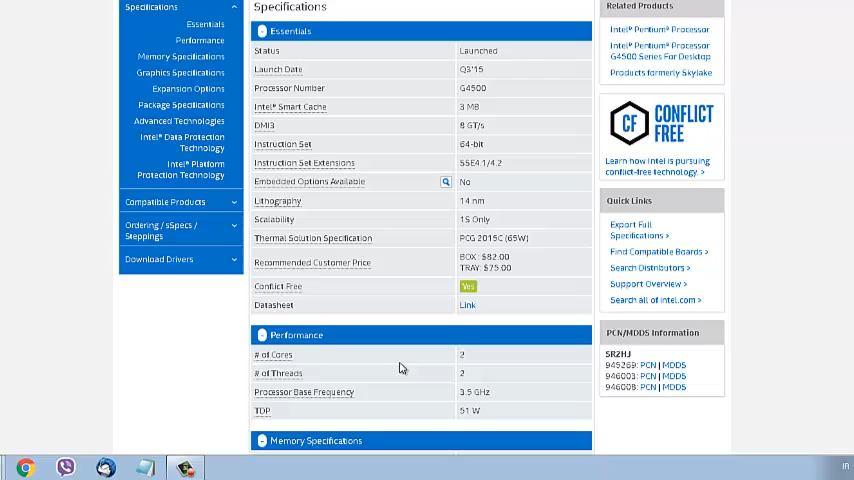 Specifications
Essentials
Performance
Memory Specifications
Graphics Specifications
Expansion Options
Package Specifications
Advanced Technologies
Intel® Data Protection
Technology
Intel® Platform
Protection Technology
Compatible Products
Ordering / sSpecs /
Steppings
Download Drivers
Specifications
- Essentials
Status Launched
Launch Date Q3'15
Processor Number G4500
Intel® Smart Cache 3 MB
DMI3 8 GT/s
Instruction Set 64-bit
Instruction Set Extensions SSE4.1/4.2
Embedded Options Available No
Lithography 14 nm
Scalability 1S Only
Thermal Solution Specification PCG 2015C (65W)
Recommended Customer Price BOX: $82.00
TRAY: $75.00
Conflict Free Yes
Datasheet Link
- Performance
# of Cores 2
# of Threads 2
Processor Base Frequency 3.5 GHz
TDP 51 W
- Memory Specifications
Related Products
Intel® Pentium® Processor
Intel® Pentium® Processor
G4500 Series For Desktop
Products formerly Skylake
CF CONFLICT
FREE
Learn how Intel is pursuing
conflict-free technology. >
Quick Links
Export Full
Specifications >
Find Compatible Boards >
Search Distributors >
Support Overview >
Search all of intel.com >
PCN/MDDS Information
SR2HJ
945269: PCN | MDDS
946003: PCN | MDDS
946008: PCN | MDDS